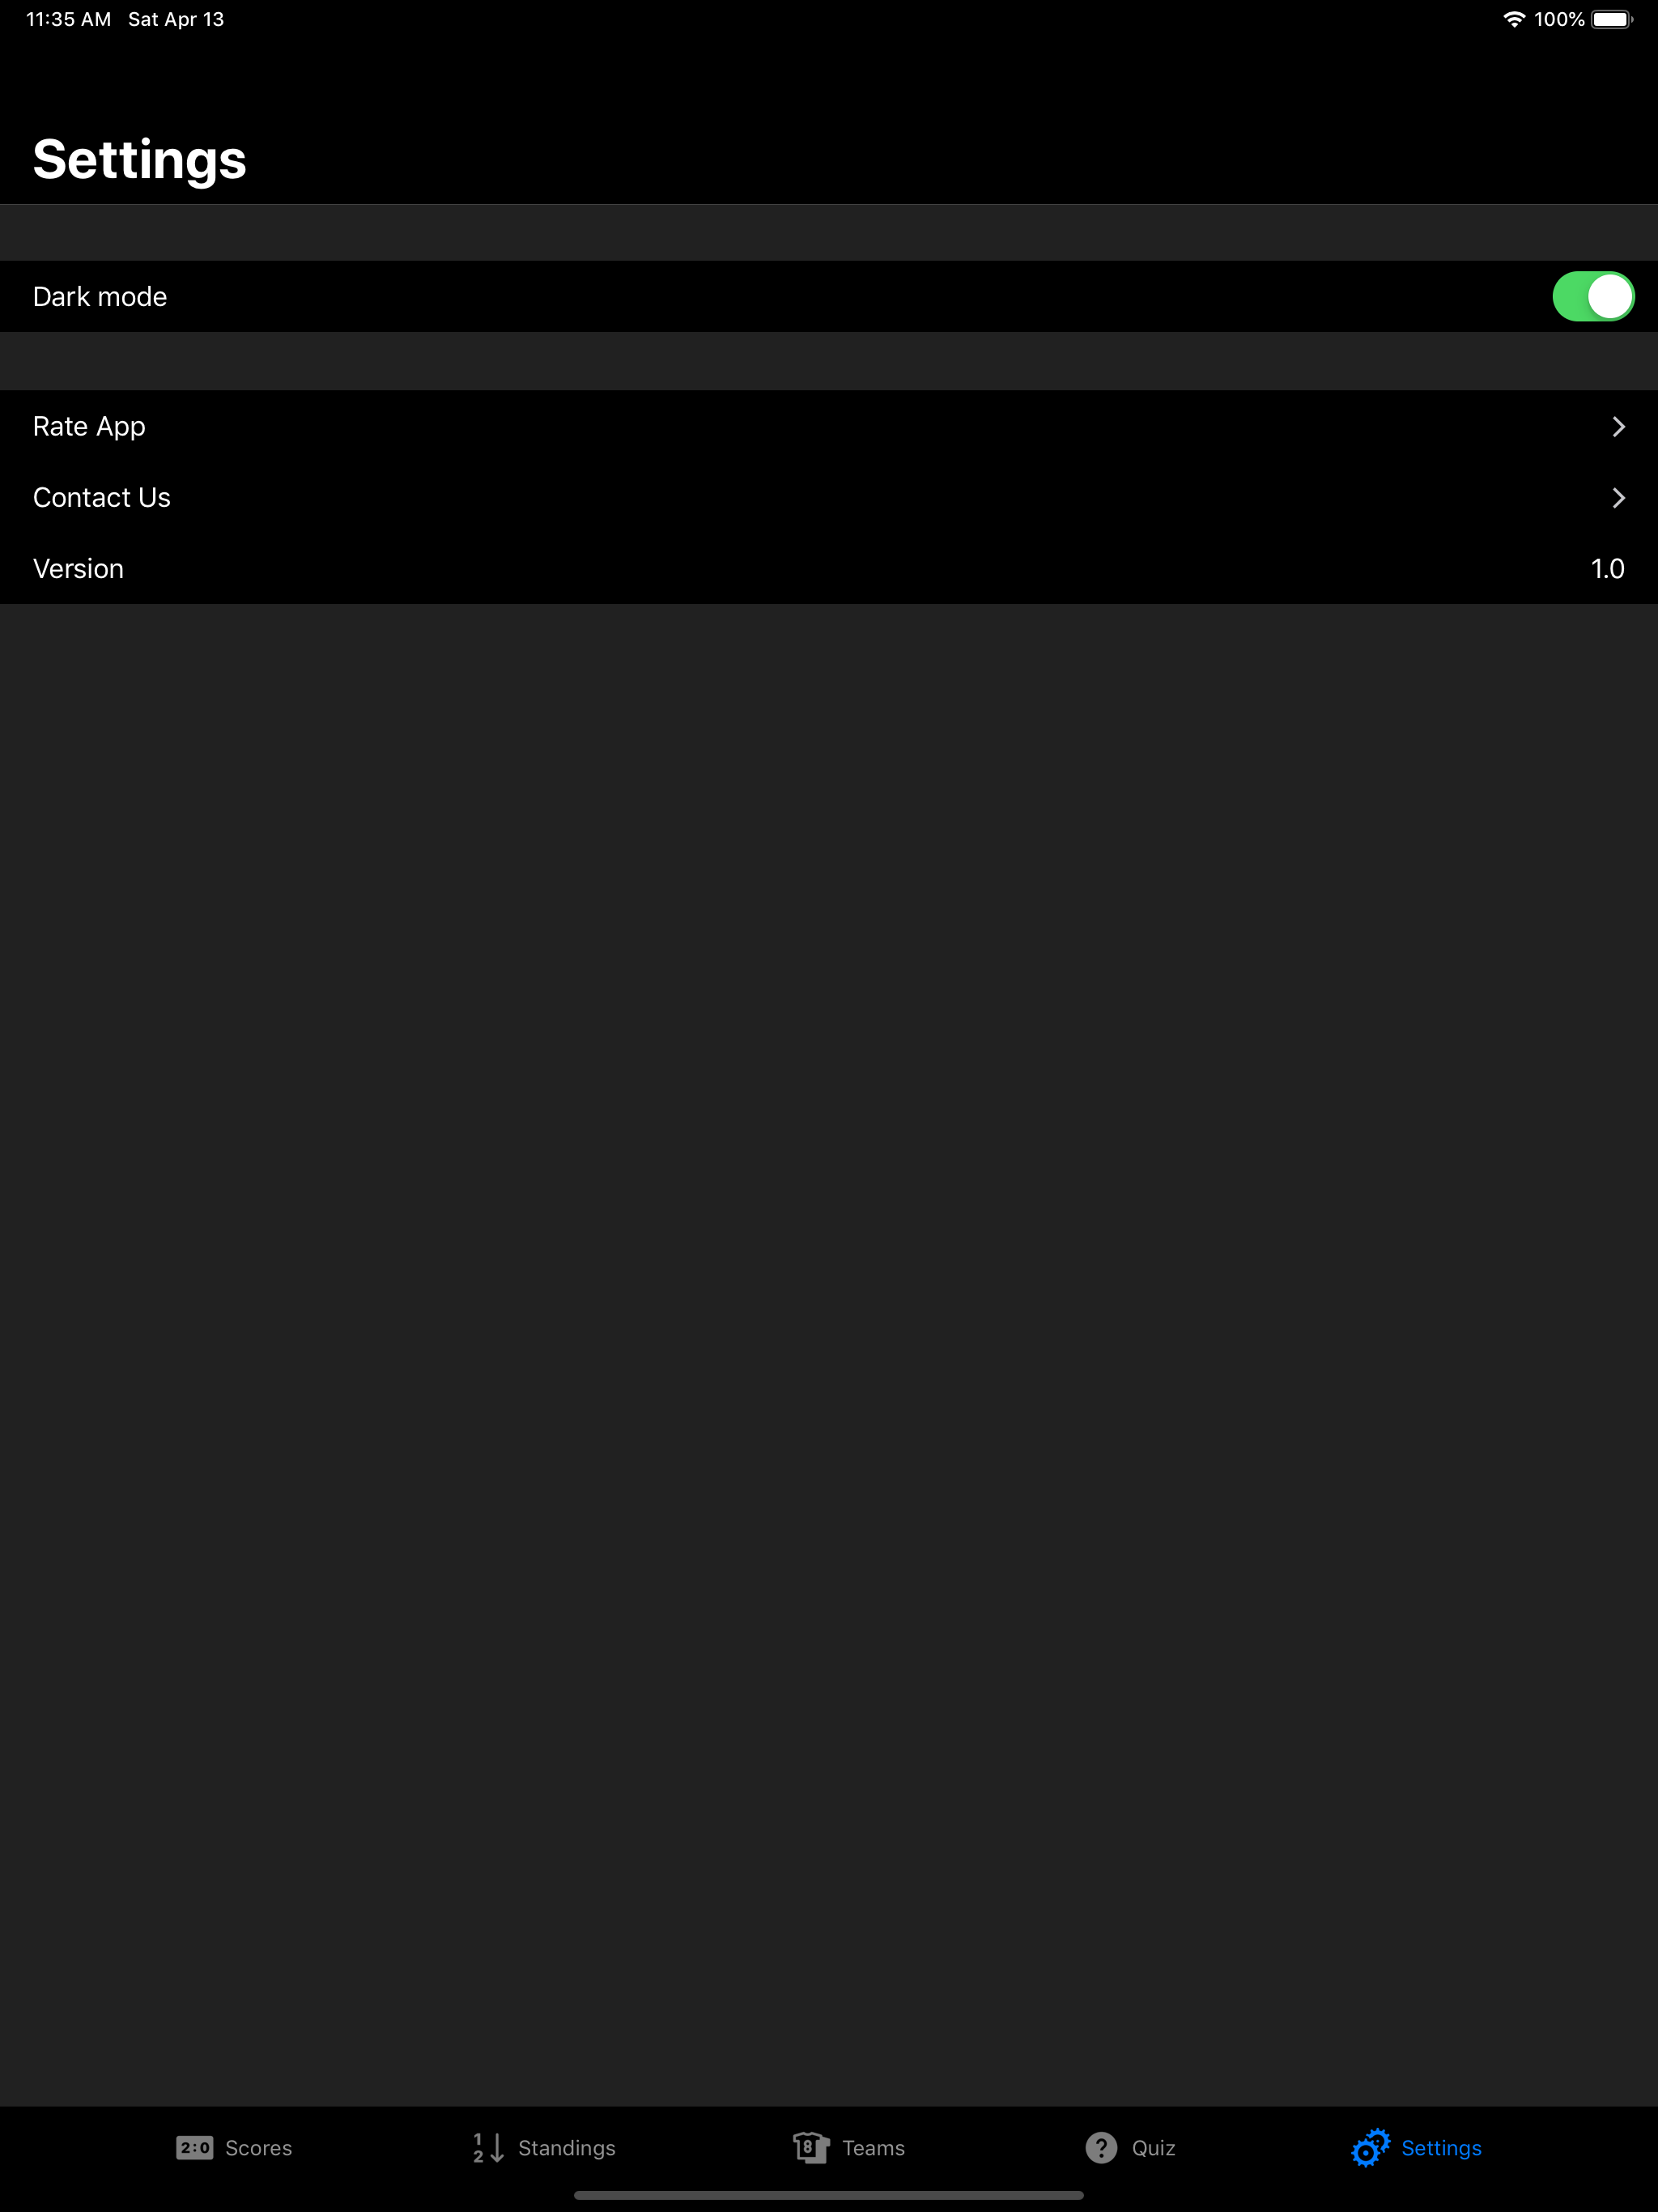 11:35 AM Sat Apr 13 100%
Settings
Dark mode
Rate App
Contact Us
Version 1.0
2:0 Scores 1 2 Standings 8 Teams ? Quiz Settings